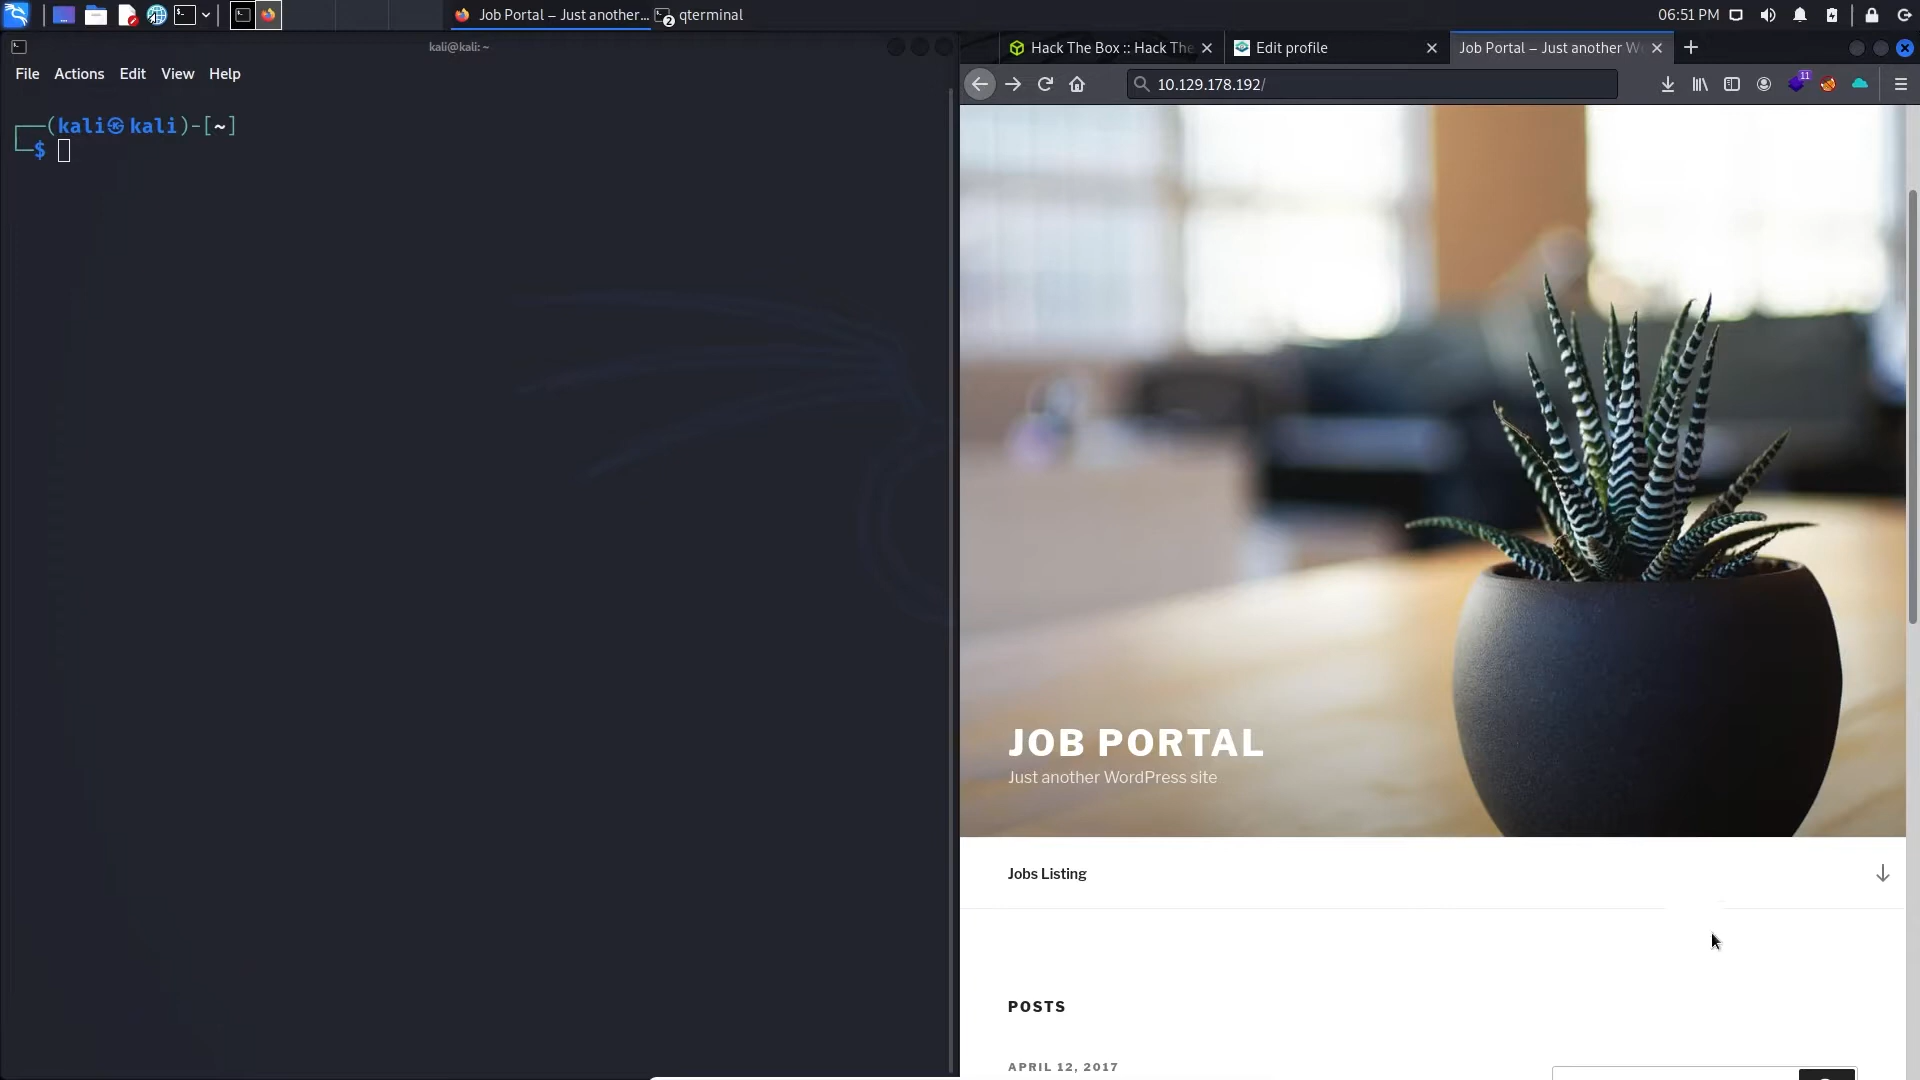 Job Portal – Just another...
2
qterminal
06:51 PM
kali@kali: ~
File Actions Edit View Help
(kali㉿kali)-[~]
$
Hack The Box :: Hack The
Edit profile
Job Portal – Just another W
10.129.178.192/
11
JOB PORTAL
Just another WordPress site
Jobs Listing
POSTS
APRIL 12, 2017